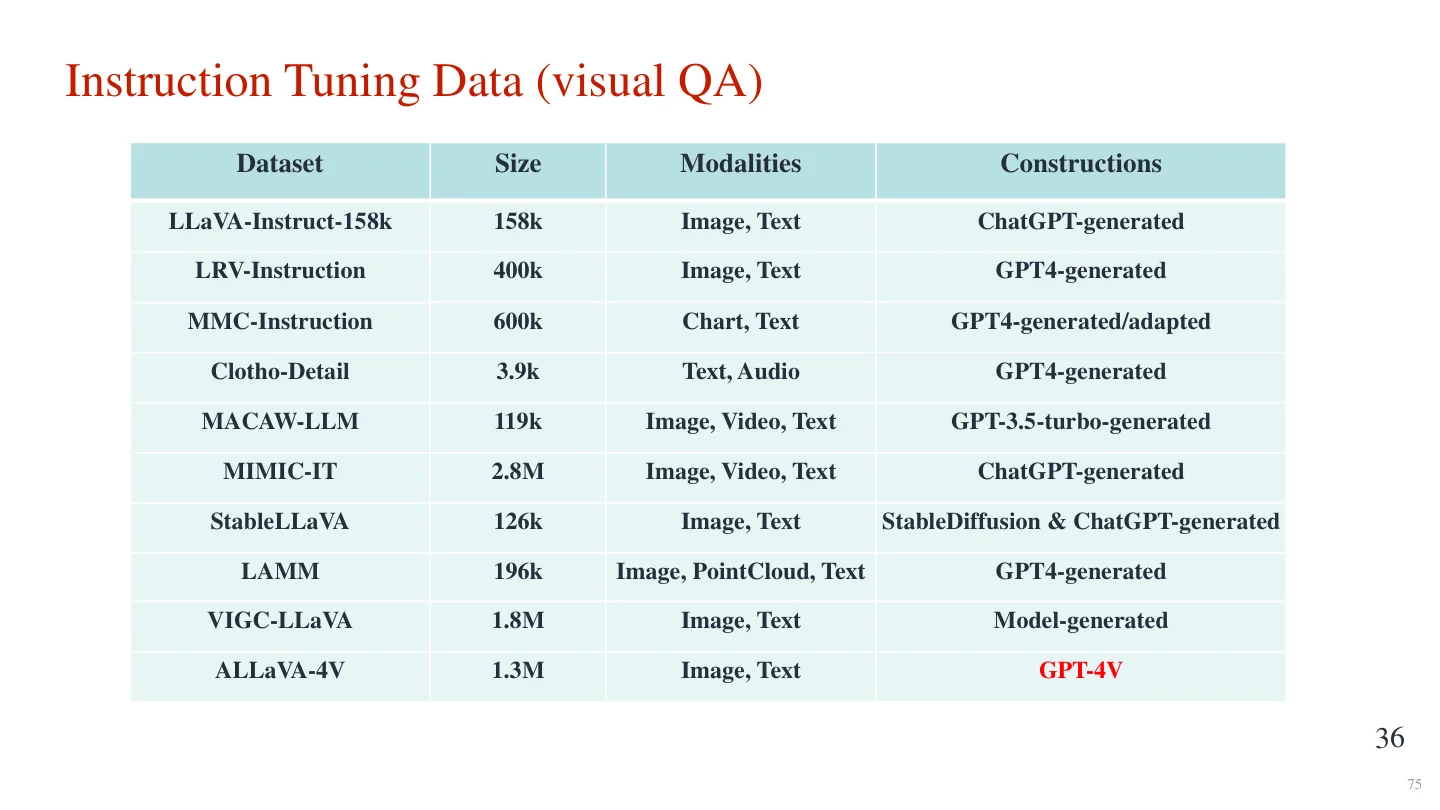 Instruction Tuning Data (visual QA)
Dataset Size Modalities Constructions
LLaVA-Instruct-158k 158k Image, Text ChatGPT-generated
LRV-Instruction 400k Image, Text GPT4-generated
MMC-Instruction 600k Chart, Text GPT4-generated/adapted
Clotho-Detail 3.9k Text, Audio GPT4-generated
MACAW-LLM 119k Image, Video, Text GPT-3.5-turbo-generated
MIMIC-IT 2.8M Image, Video, Text ChatGPT-generated
StableLLaVA 126k Image, Text StableDiffusion & ChatGPT-generated
LAMM 196k Image, PointCloud, Text GPT4-generated
VIGC-LLaVA 1.8M Image, Text Model-generated
ALLaVA-4V 1.3M Image, Text GPT-4V
36
75